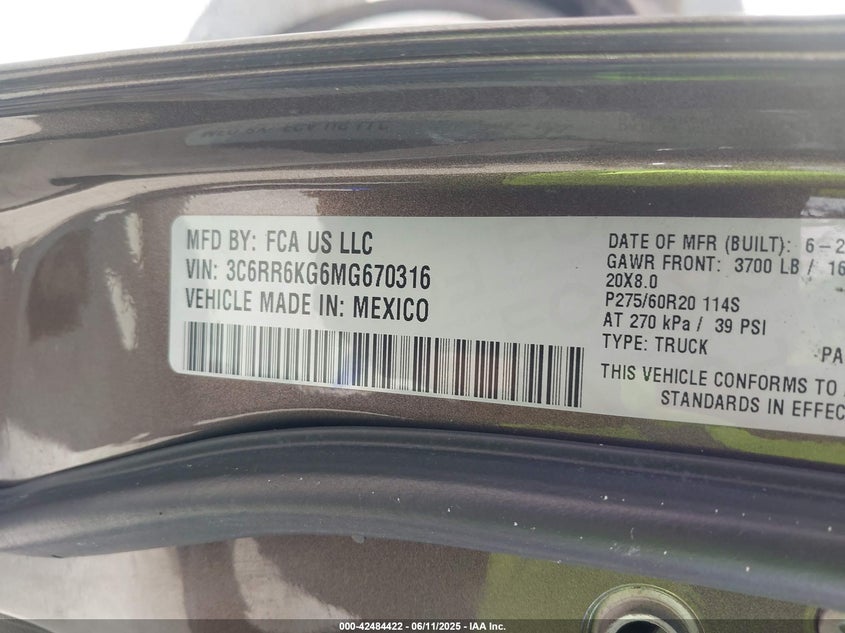 MFD BY: FCA US LLC
VIN: 3C6RR6KG6MG670316
VEHICLE MADE IN: MEXICO
DATE OF MFR (BUILT): 6-2
GAWR FRONT: 3700 LB / 16
20X8.0
P275/60R20 114S
AT 270 kPa / 39 PSI
TYPE: TRUCK
PA
THIS VEHICLE CONFORMS TO
STANDARDS IN EFFEC
000-42484422 - 06/11/2025 - IAA Inc.